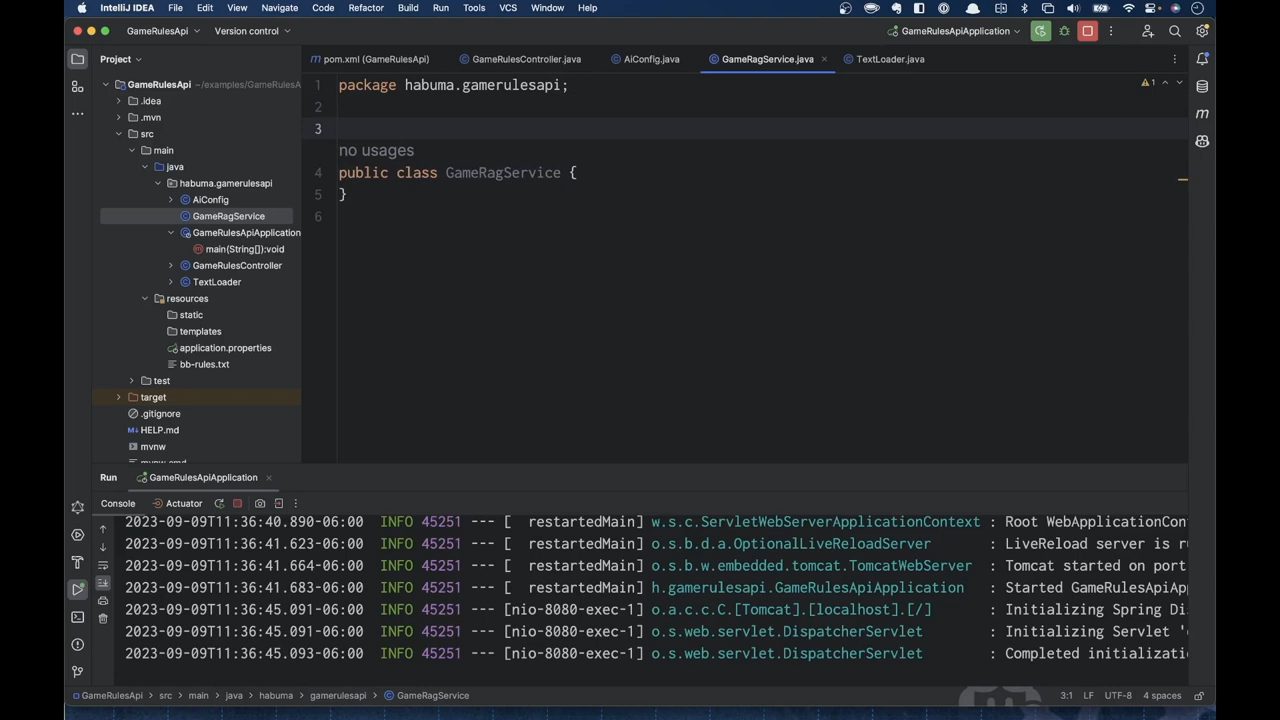 IntelliJ IDEA File Edit View Navigate Code Refactor Build Run Tools VCS Window Help
GameRulesApi Version control GameRulesApiApplication
Project
pom.xml (GameRulesApi) GameRulesController.java AiConfig.java GameRagService.java TextLoader.java
GameRulesApi ~/examples/GameRulesA
.idea
.mvn
src
main
java
habuma.gamerulesapi
AiConfig
GameRagService
GameRulesApiApplication
main(String[]):void
GameRulesController
TextLoader
resources
static
templates
application.properties
bb-rules.txt
test
target
.gitignore
HELP.md
mvnw
1 package habuma.gamerulesapi;
1
2
3
no usages
4 public class GameRagService {
5 }
6
Run GameRulesApiApplication
Console Actuator
2023-09-09T11:36:40.890-06:00 INFO 45251 --- [ restartedMain] w.s.c.ServletWebServerApplicationContext : Root WebApplicationCont
2023-09-09T11:36:41.623-06:00 INFO 45251 --- [ restartedMain] o.s.b.d.a.OptionalLiveReloadServer : LiveReload server is ru
2023-09-09T11:36:41.664-06:00 INFO 45251 --- [ restartedMain] o.s.b.w.embedded.tomcat.TomcatWebServer : Tomcat started on port
2023-09-09T11:36:41.683-06:00 INFO 45251 --- [ restartedMain] h.gamerulesapi.GameRulesApiApplication : Started GameRulesApiAp
2023-09-09T11:36:45.091-06:00 INFO 45251 --- [nio-8080-exec-1] o.a.c.c.C.[Tomcat].[localhost].[/] : Initializing Spring Di
2023-09-09T11:36:45.091-06:00 INFO 45251 --- [nio-8080-exec-1] o.s.web.servlet.DispatcherServlet : Initializing Servlet '
2023-09-09T11:36:45.093-06:00 INFO 45251 --- [nio-8080-exec-1] o.s.web.servlet.DispatcherServlet : Completed initializati
GameRulesApi > src > main > java > habuma > gamerulesapi > GameRagService 3:1 LF UTF-8 4 spaces